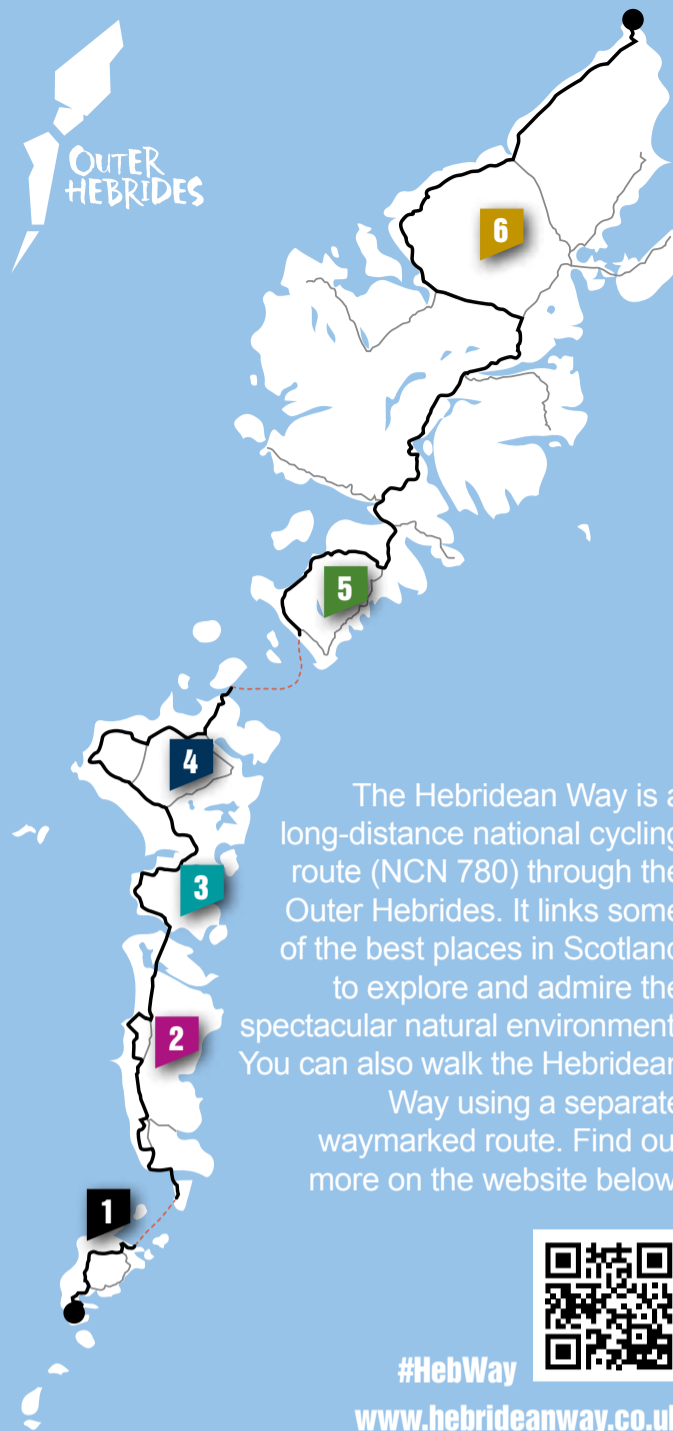 OUTER
HEBRIDES
6
5
4
The Hebridean Way is a
long-distance national cycling
route (NCN 780) through the
3
Outer Hebrides. It links some
of the best places in Scotland
to explore and admire the
2
spectacular natural environment
You can also walk the Hebridean
Way using a separate
waymarked route. Find out
more on the website below
1
#HebWay
www.hebrideanway.co.uk